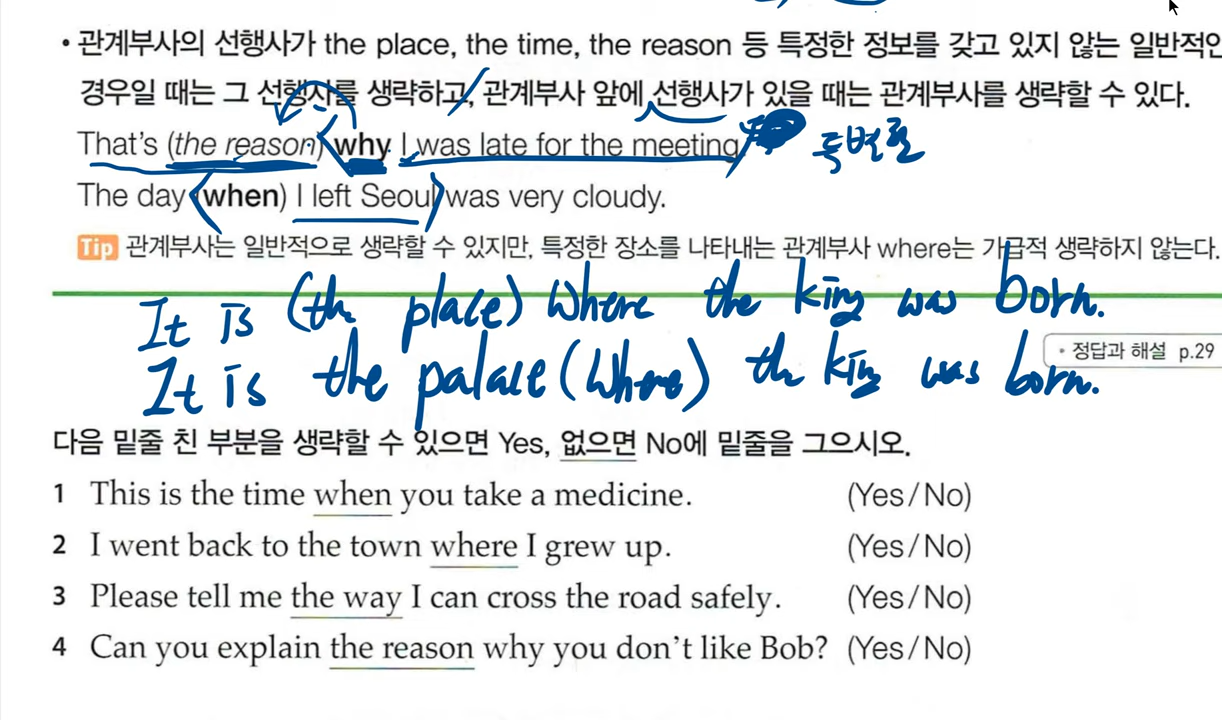 • 관계부사의 선행사가 the place, the time, the reason 등 특정한 정보를 갖고 있지 않는 일반적인
경우일 때는 그 선행사를 생략하고, 관계부사 앞에 선행사가 있을 때는 관계부사를 생략할 수 있다.
That's (the reason) why I was late for the meeting.
The day (when) I left Seoul was very cloudy.
Tip 관계부사는 일반적으로 생략할 수 있지만, 특정한 장소를 나타내는 관계부사 where는 가급적 생략하지 않는다.
It is (the place) where the king was born.
• 정답과 해설 p.29
It is the palace (where) the king was born.
다음 밑줄 친 부분을 생략할 수 있으면 Yes, 없으면 No에 밑줄을 그으시오.
1 This is the time when you take a medicine. (Yes/No)
2 I went back to the town where I grew up. (Yes/No)
3 Please tell me the way I can cross the road safely. (Yes/No)
4 Can you explain the reason why you don't like Bob? (Yes/No)